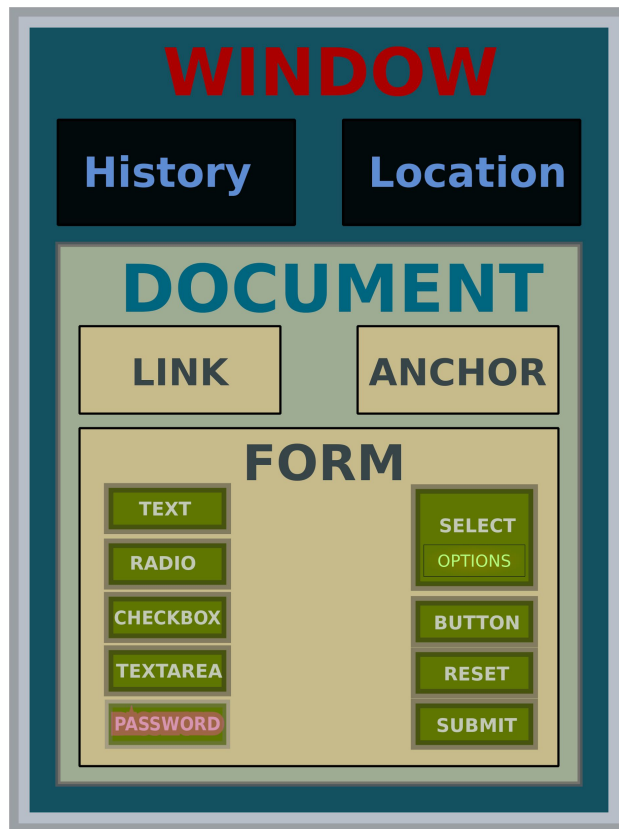 WINDOW
History
Location
DOCUMENT
LINK
ANCHOR
FORM
TEXT
RADIO
CHECKBOX
TEXTAREA
PASSWORD
SELECT
OPTIONS
BUTTON
RESET
SUBMIT